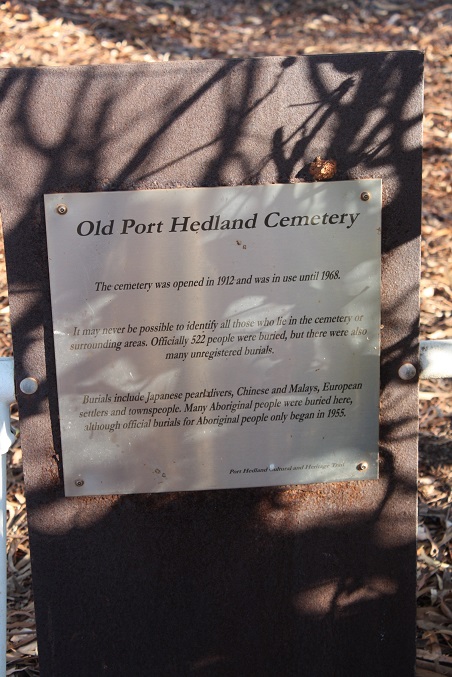 Old Port Hedland Cemetery
The cemetery was opened in 1912 and was in use until 1968.
It may never be possible to identify all those who lie in the cemetery or
surrounding areas. Officially 522 people were buried, but there were also
many unregistered burials.
Burials include Japanese pearl divers, Chinese and Malays, European
settlers and townspeople. Many Aboriginal people were buried here,
although official burials for Aboriginal people only began in 1955.
Port Hedland Cultural and Heritage Trail